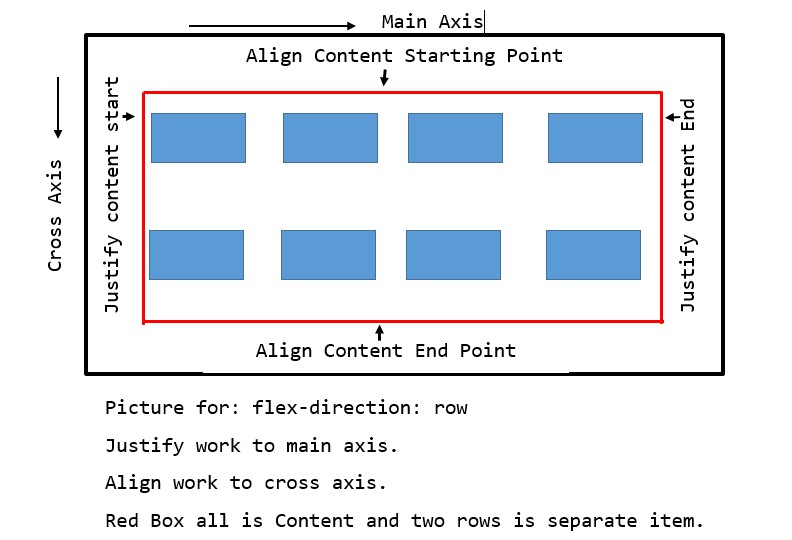 Main Axis
Align Content Starting Point
Cross Axis
Justify content start
Justify content End
Align Content End Point
Picture for: flex-direction: row
Justify work to main axis.
Align work to cross axis.
Red Box all is Content and two rows is separate item.